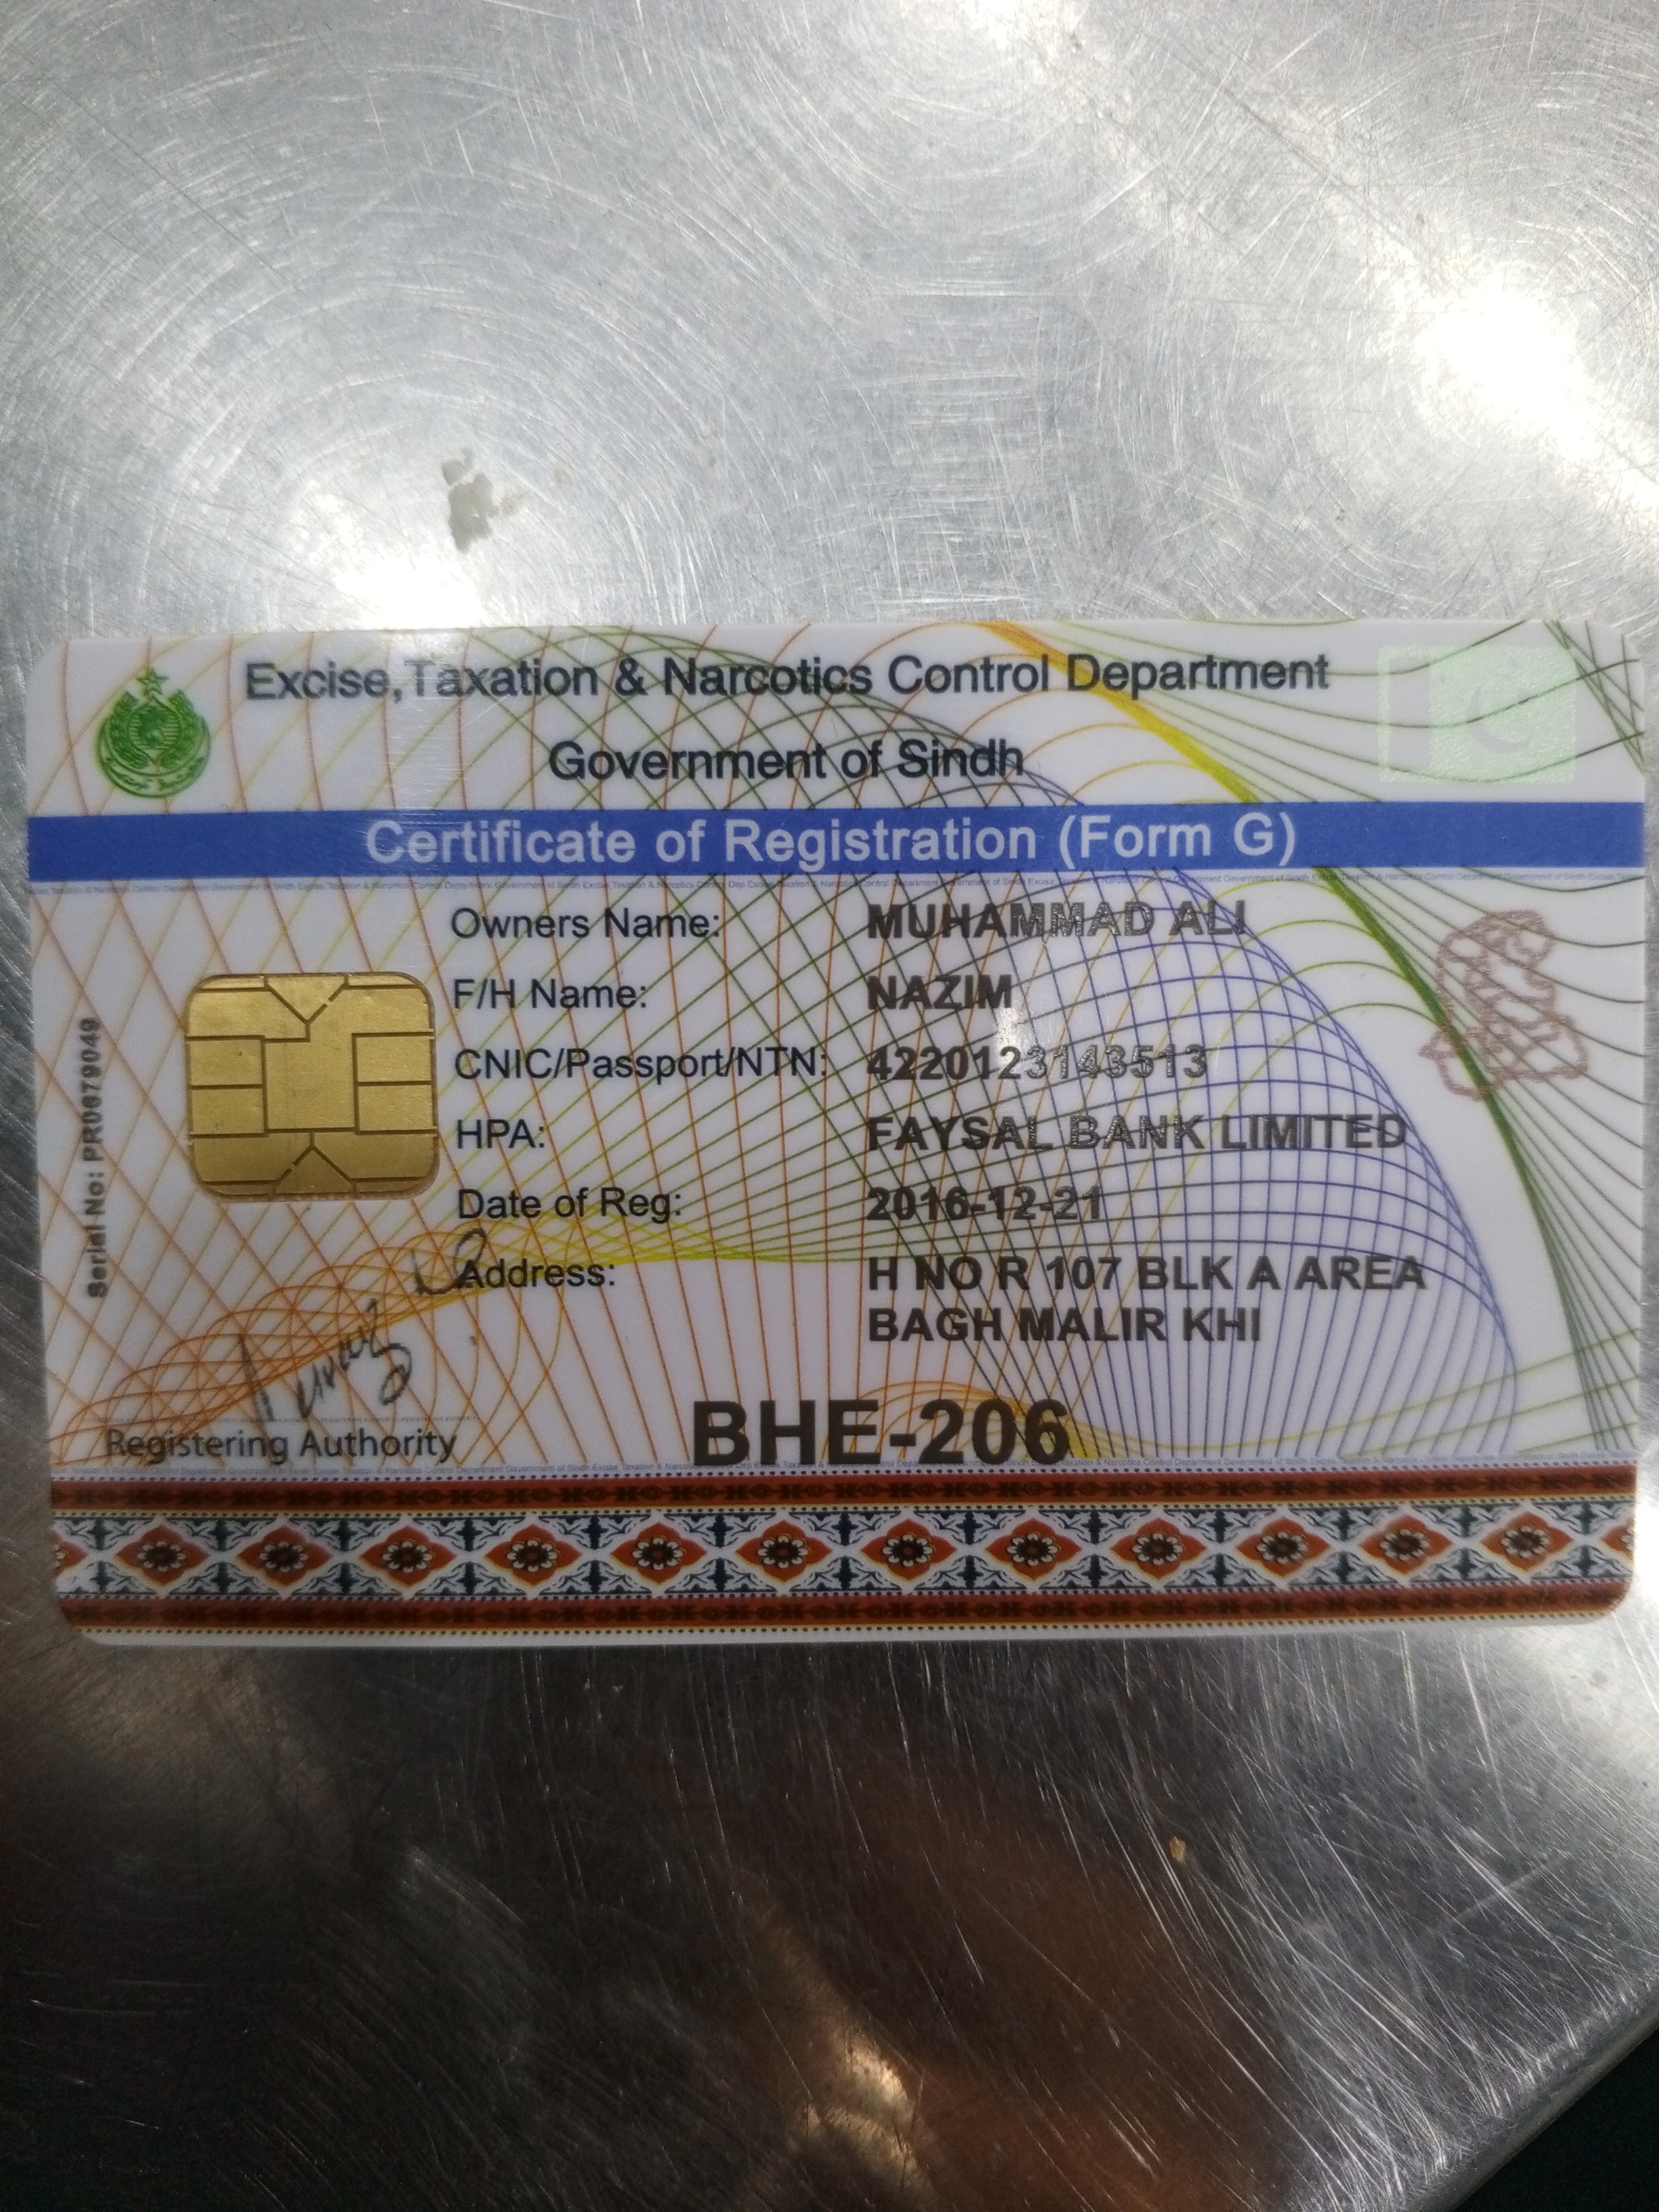 Excise, Taxation & Narcotics Control Department
Government of Sindh
Certificate of Registration (Form G)
Owners Name: MUHAMMAD ALI
F/H Name: NAZIM
CNIC/Passport/NTN: 4220123143513
HPA: FAYSAL BANK LIMITED
Date of Reg: 2016-12-21
Address: H NO R 107 BLK A AREA
BAGH MALIR KHI
Serial No: PR0679049
Registering Authority
BHE-206